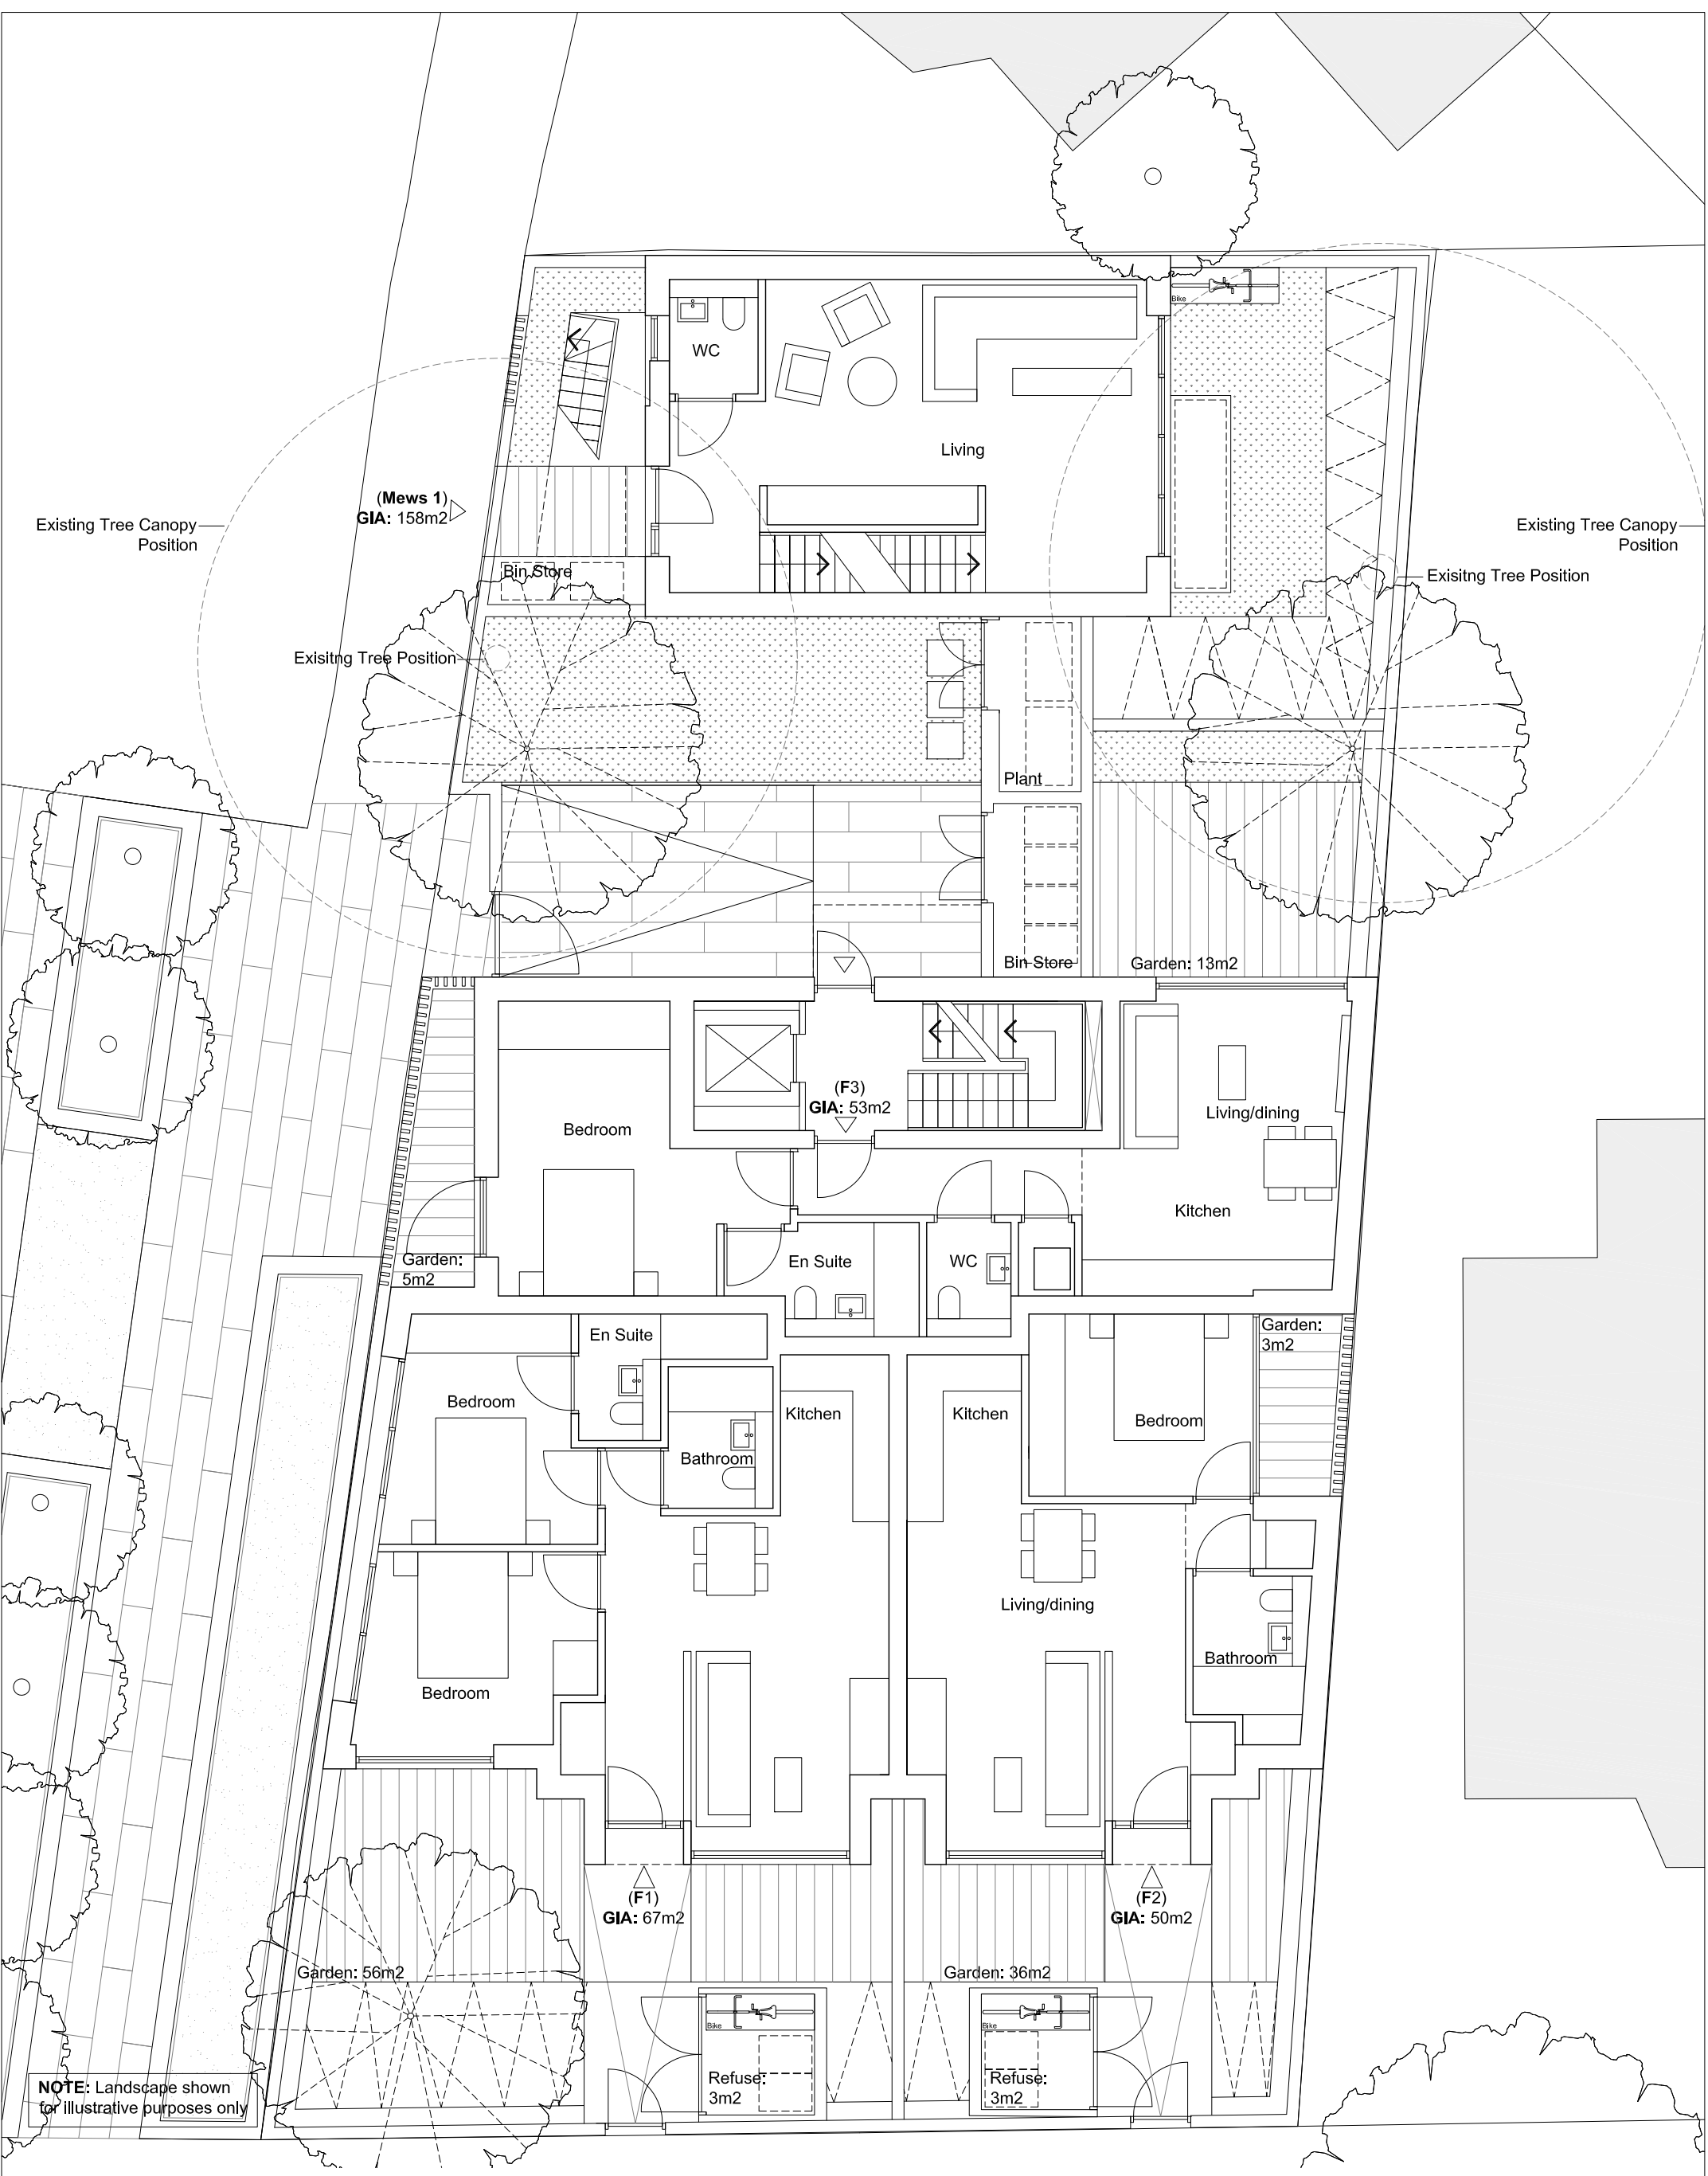 Bike
WC
Living
(Mews 1)
GIA: 158m2
Existing Tree Canopy
Position
Existing Tree Canopy
Position
Bin Store
Exisitng Tree Position
Exisitng Tree Position
Plant
Bin Store
Garden: 13m2
(F3)
GIA: 53m2
Living/dining
Bedroom
Kitchen
Garden:
5m2
En Suite
WC
Garden:
3m2
En Suite
Bedroom
Kitchen
Kitchen
Bedroom
Bathroom
Living/dining
Bathroom
Bedroom
(F1)
GIA: 67m2
(F2)
GIA: 50m2
Garden: 56m2
Garden: 36m2
Bike
Bike
Refuse:
3m2
Refuse:
3m2
NOTE: Landscape shown
for illustrative purposes only